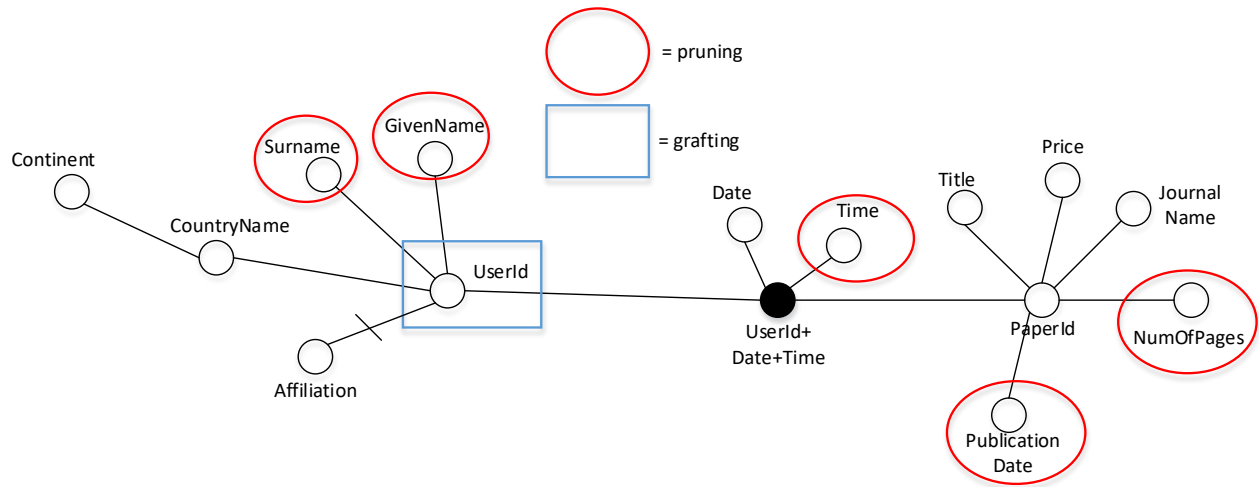 = pruning
GivenName
Surname
= grafting
Continent
Price
Title
Journal
Name
Date
Time
CountryName
UserId
UserId+
Date+Time
PaperId
NumOfPages
Affiliation
Publication
Date